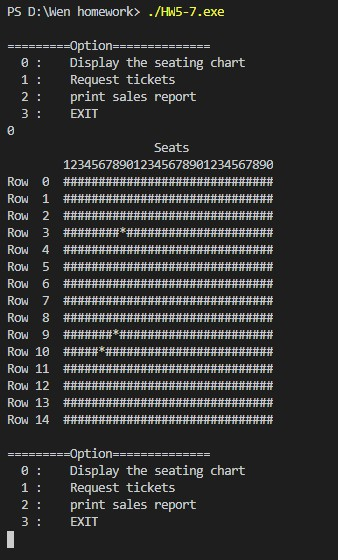 PS D:\Wen homework> ./HW5-7.exe
=========Option==============
  0 :    Display the seating chart
  1 :    Request tickets
  2 :    print sales report
  3 :    EXIT
0
                     Seats
        123456789012345678901234567890
Row  0  ##############################
Row  1  ##############################
Row  2  ##############################
Row  3  ########*#####################
Row  4  ##############################
Row  5  ##############################
Row  6  ##############################
Row  7  ##############################
Row  8  ##############################
Row  9  #######*######################
Row 10  #####*########################
Row 11  ##############################
Row 12  ##############################
Row 13  ##############################
Row 14  ##############################
=========Option==============
  0 :    Display the seating chart
  1 :    Request tickets
  2 :    print sales report
  3 :    EXIT